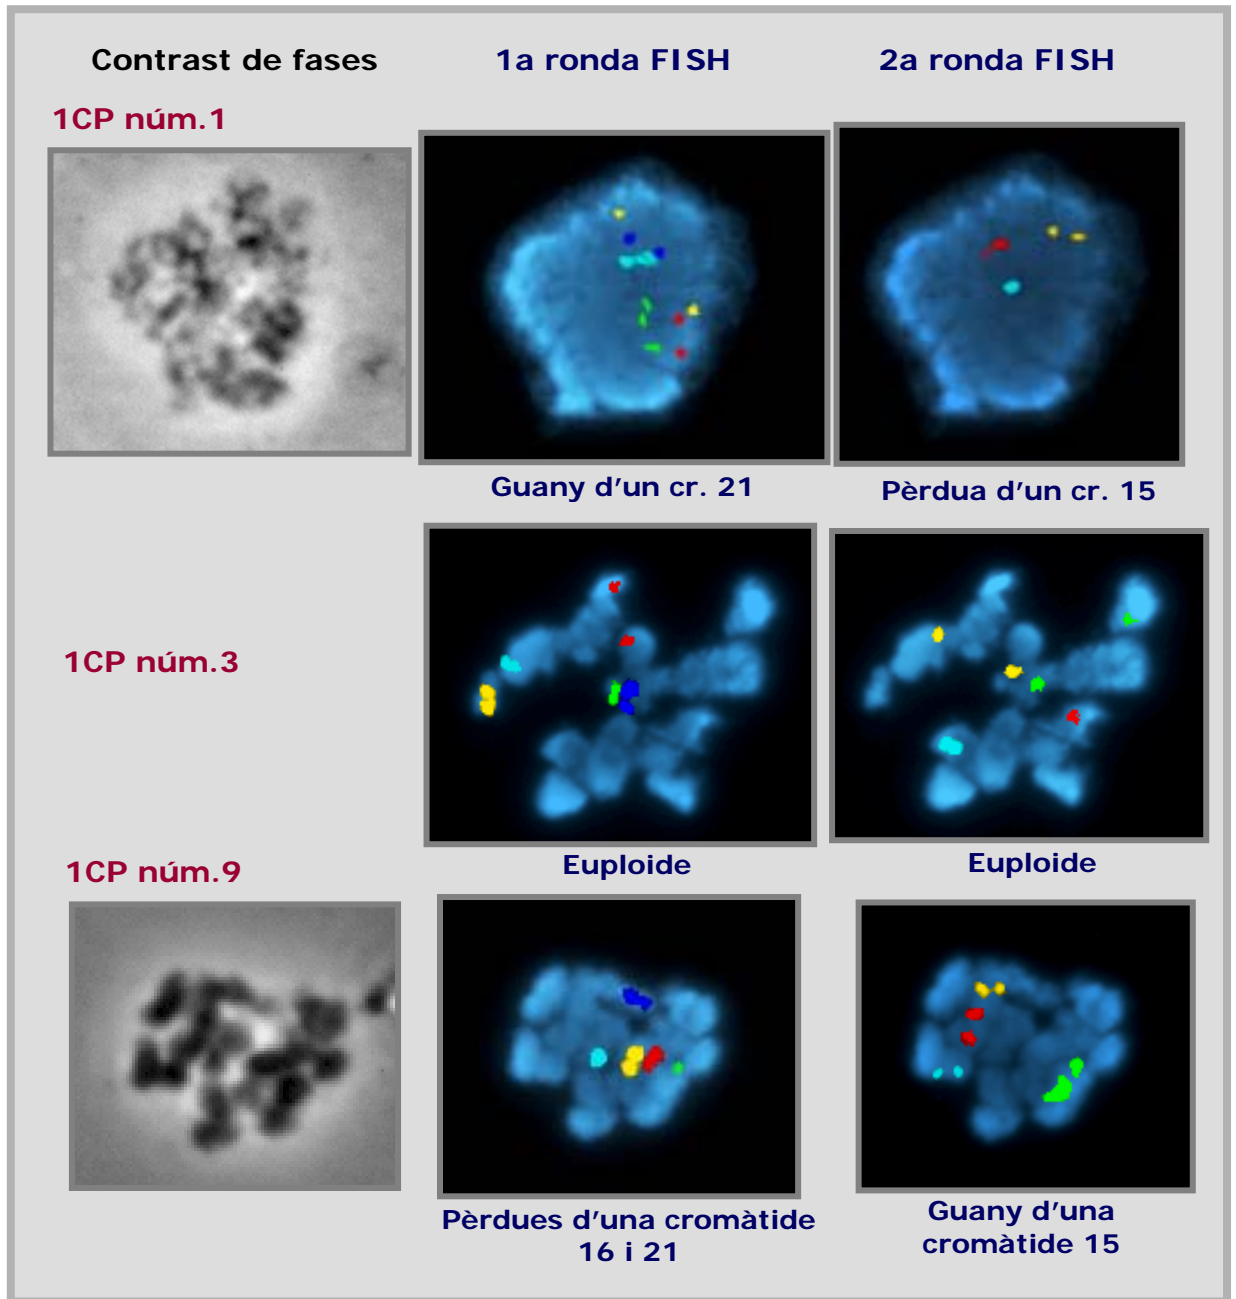 Contrast de fases
1a ronda FISH
2a ronda FISH
1CP núm.1
Guany d'un cr. 21
Pèrdua d'un cr. 15
1CP núm.3
Euploide
Euploide
1CP núm.9
Pèrdues d'una cromàtide
16 i 21
Guany d'una
cromàtide 15